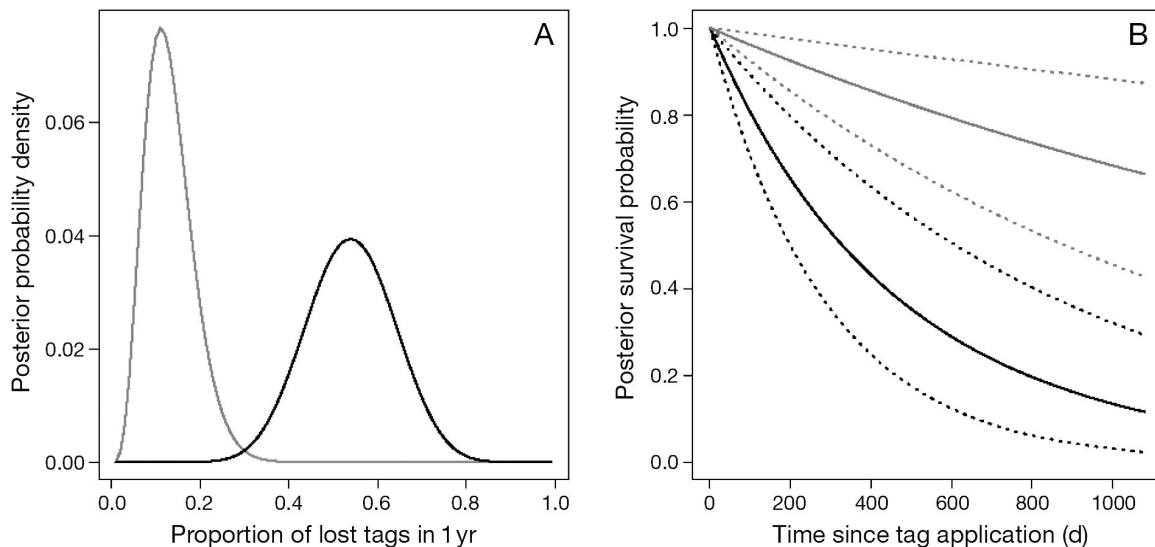 A
Posterior probability density
0.06
0.04
0.02
0.00
0.0 0.2 0.4 0.6 0.8 1.0
Proportion of lost tags in 1 yr
B
Posterior survival probability
1.0
0.8
0.6
0.4
0.2
0.0
0 200 400 600 800 1000
Time since tag application (d)